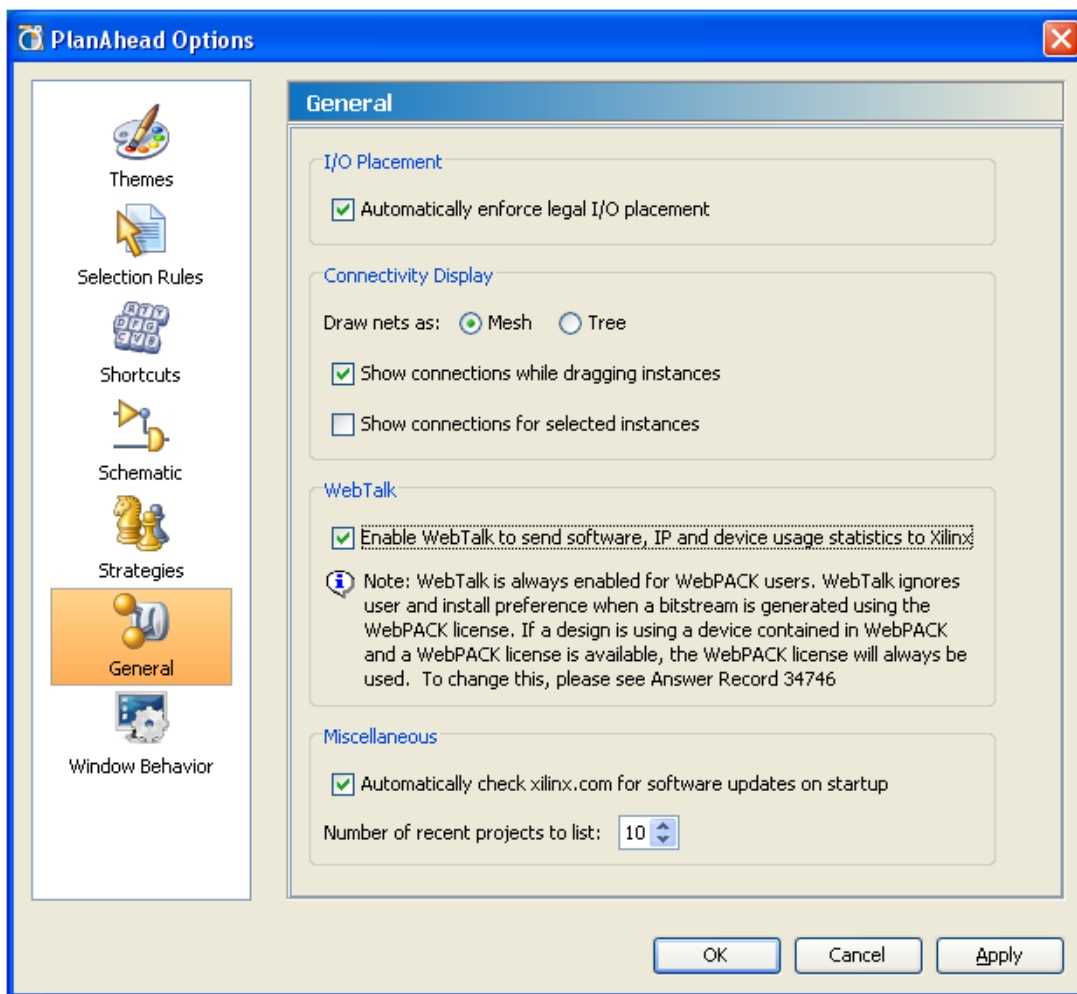 PlanAhead Options
Themes
Selection Rules
Shortcuts
Schematic
Strategies
General
Window Behavior
General
I/O Placement
Automatically enforce legal I/O placement
Connectivity Display
Draw nets as: Mesh Tree
Show connections while dragging instances
Show connections for selected instances
WebTalk
Enable WebTalk to send software, IP and device usage statistics to Xilinx
Note: WebTalk is always enabled for WebPACK users. WebTalk ignores
user and install preference when a bitstream is generated using the
WebPACK license. If a design is using a device contained in WebPACK
and a WebPACK license is available, the WebPACK license will always be
used. To change this, please see Answer Record 34746
Miscellaneous
Automatically check xilinx.com for software updates on startup
Number of recent projects to list: 10
OK Cancel Apply